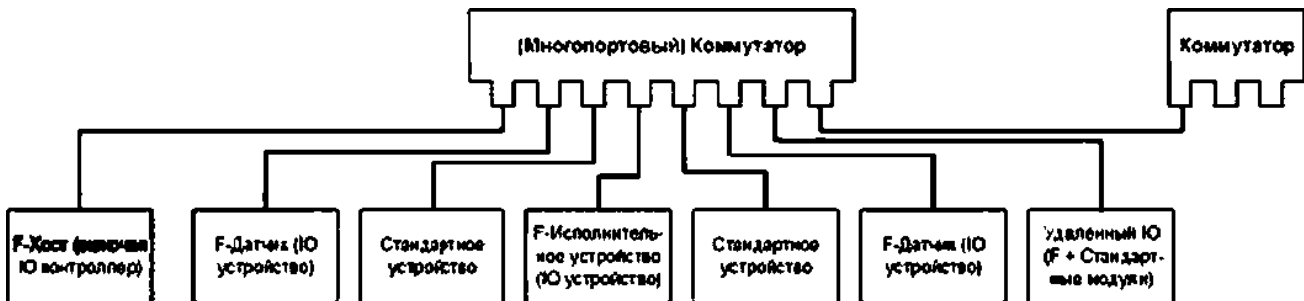 (Многопортовый) Коммутатор
Коммутатор
F-Хост (включая
IO контроллер)
F-Датчик (IO
устройство)
Стандартное
устройство
F-Исполнитель-
ное устройство
(IO устройство)
Стандартное
устройство
F-Датчик (IO
устройство)
Удаленный IO
(F + Стандарт-
ные модули)